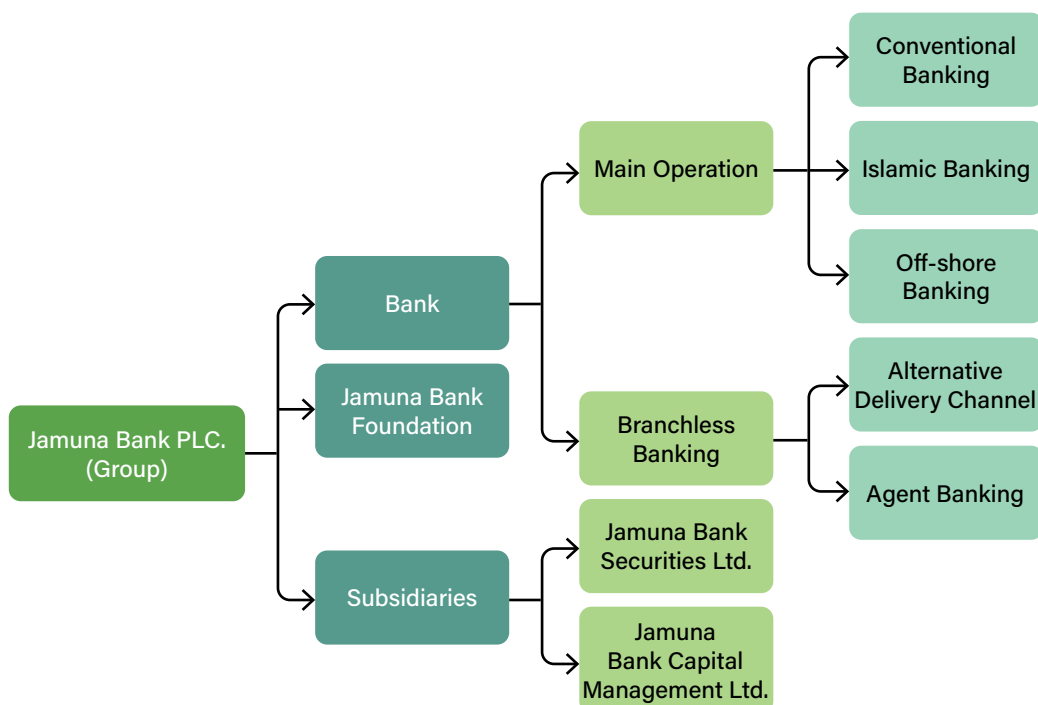 Jamuna Bank PLC.
(Group)
Bank
Jamuna Bank
Foundation
Subsidiaries
Main Operation
Branchless
Banking
Jamuna Bank
Securities Ltd.
Jamuna
Bank Capital
Management Ltd.
Conventional
Banking
Islamic Banking
Off-shore
Banking
Alternative
Delivery Channel
Agent Banking